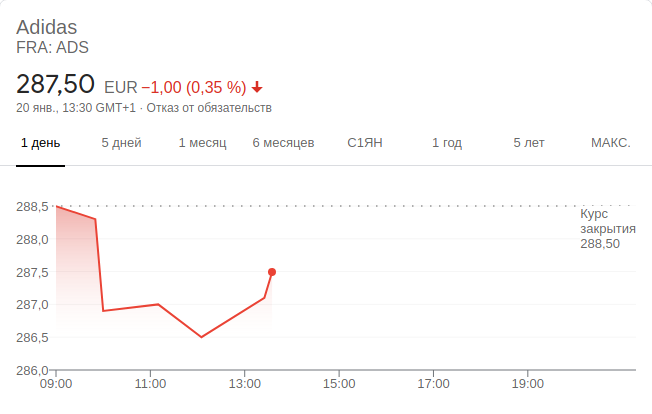 Adidas
FRA: ADS
287,50 EUR −1,00 (0,35 %)
20 янв., 13:30 GMT+1 · Отказ от обязательств
1 день 5 дней 1 месяц 6 месяцев С1ЯН 1 год 5 лет МАКС.
288,5
Курс
закрытия
288,50
288,0
287,5
287,0
286,5
286,0
09:00 11:00 13:00 15:00 17:00 19:00